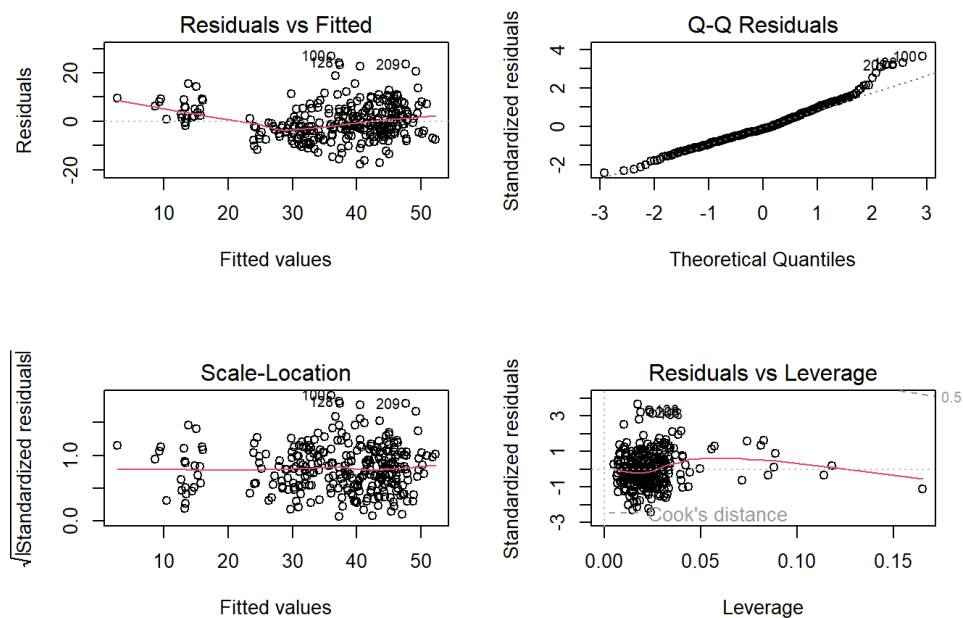 Residuals vs Fitted
Residuals
-20 0 20
100
128
209
10 20 30 40 50
Fitted values
Q-Q Residuals
Standardized residuals
-2 0 2 4
100
-3 -2 -1 0 1 2 3
Theoretical Quantiles
Scale-Location
√|Standardized residuals|
0.0 1.0
100
128
209
10 20 30 40 50
Fitted values
Residuals vs Leverage
Standardized residuals
-3 -1 1 3
0.5
Cook's distance
0.00 0.05 0.10 0.15
Leverage